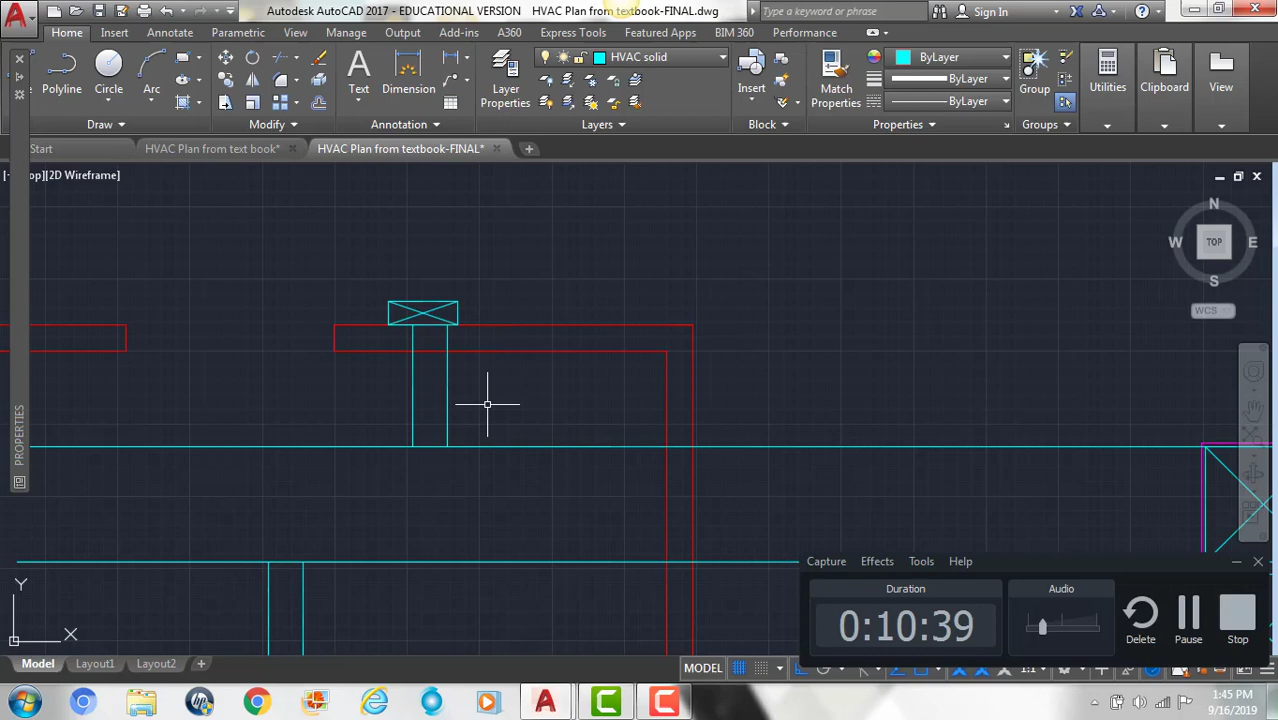 Autodesk AutoCAD 2017 - EDUCATIONAL VERSION HVAC Plan from textbook-FINAL.dwg
Type a keyword or phrase
Sign In
Home Insert Annotate Parametric View Manage Output Add-ins A360 Express Tools Featured Apps BIM 360 Performance
HVAC solid
ByLayer
ByLayer
ByLayer
Polyline Circle Arc
Text Dimension
Layer Properties
Insert
Match Properties
Group
Utilities
Clipboard
View
Draw Modify Annotation Layers Block Properties Groups
Start
HVAC Plan from text book*
HVAC Plan from textbook-FINAL*
[2D Wireframe]
N
W TOP E
S
WCS
PROPERTIES
Y
X
Capture Effects Tools Help
Duration
0:10:39
Audio
Delete Pause Stop
Model Layout1 Layout2
MODEL
1:45 PM
9/16/2019